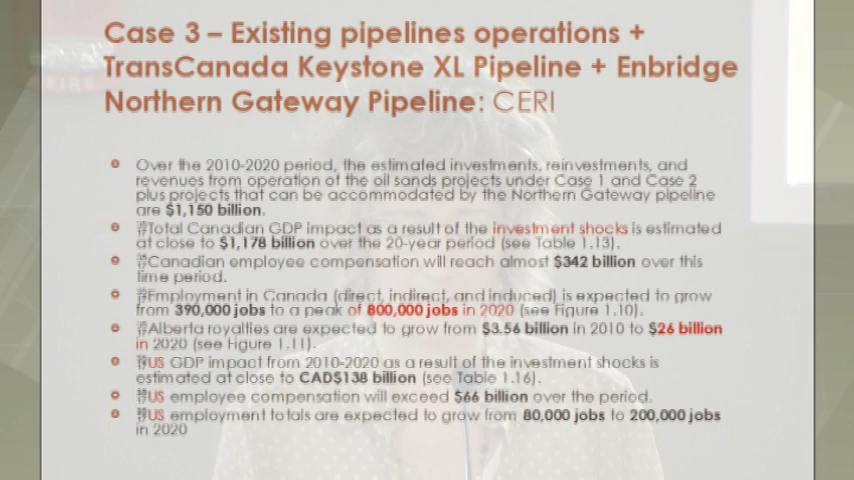 Case 3 – Existing pipelines operations +
TransCanada Keystone XL Pipeline + Enbridge
Northern Gateway Pipeline: CERI
Over the 2010-2020 period, the estimated investments, reinvestments, and
revenues from operation of the oil sands projects under Case 1 and Case 2
plus projects that can be accommodated by the Northern Gateway pipeline
are $1,150 billion.
Total Canadian GDP impact as a result of the investment shocks is estimated
at close to $1,178 billion over the 20-year period (see Table 1.13).
Canadian employee compensation will reach almost $342 billion over this
time period.
Employment in Canada (direct, indirect, and induced) is expected to grow
from 390,000 jobs to a peak of 800,000 jobs in 2020 (see Figure 1.10).
Alberta royalties are expected to grow from $3.56 billion in 2010 to $26 billion
in 2020 (see Figure 1.11).
US GDP impact from 2010-2020 as a result of the investment shocks is
estimated at close to CAD$138 billion (see Table 1.16).
US employee compensation will exceed $66 billion over the period.
US employment totals are expected to grow from 80,000 jobs to 200,000 jobs
in 2020